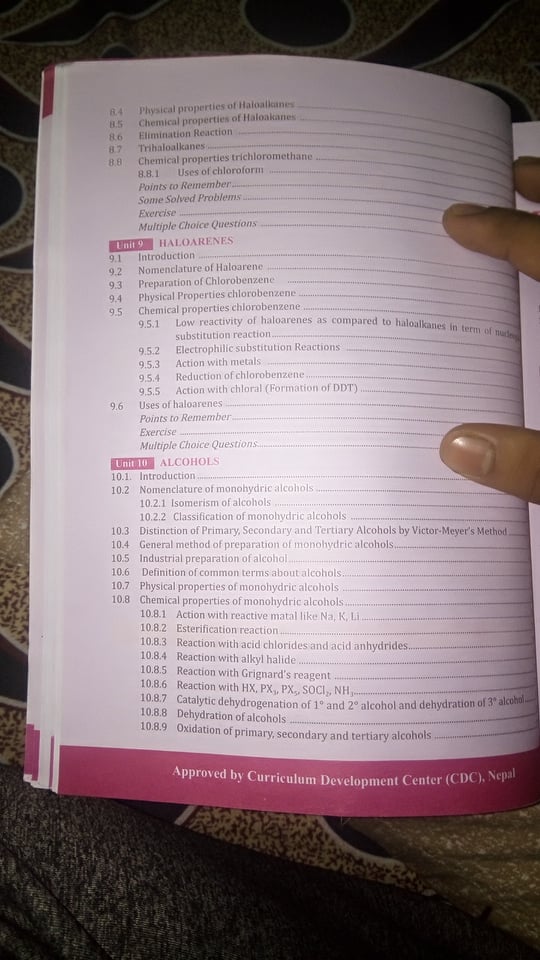 8.4 Physical properties of Haloalkanes
8.5 Chemical properties of Haloakanes
8.6 Elimination Reaction
8.7 Trihaloalkanes
8.8 Chemical properties trichloromethane
8.8.1 Uses of chloroform
Points to Remember
Some Solved Problems
Exercise
Multiple Choice Questions
Unit 9 HALOARENES
9.1 Introduction
9.2 Nomenclature of Haloarene
9.3 Preparation of Chlorobenzene
9.4 Physical Properties chlorobenzene
9.5 Chemical properties chlorobenzene
9.5.1 Low reactivity of haloarenes as compared to haloalkanes in term of
substitution reaction
9.5.2 Electrophilic substitution Reactions
9.5.3 Action with metals
9.5.4 Reduction of chlorobenzene
9.5.5 Action with chloral (Formation of DDT)
9.6 Uses of haloarenes
Points to Remember
Exercise
Multiple Choice Questions
Unit 10 ALCOHOLS
10.1. Introduction
10.2 Nomenclature of monohydric alcohols
10.2.1 Isomerism of alcohols
10.2.2 Classification of monohydric alcohols
10.3 Distinction of Primary, Secondary and Tertiary Alcohols by Victor-Meyer's Method
10.4 General method of preparation of monohydric alcohols
10.5 Industrial preparation of alcohol
10.6 Definition of common terms about alcohols
10.7 Physical properties of monohydric alcohols
10.8 Chemical properties of monohydric alcohols
10.8.1 Action with reactive matal like Na, K, Li
10.8.2 Esterification reaction
10.8.3 Reaction with acid chlorides and acid anhydrides
10.8.4 Reaction with alkyl halide
10.8.5 Reaction with Grignard's reagent
10.8.6 Reaction with HX, PX₃, PX₅, SOCl₂, NH₃
10.8.7 Catalytic dehydrogenation of 1° and 2° alcohol and dehydration of 3° alcohol
10.8.8 Dehydration of alcohols
10.8.9 Oxidation of primary, secondary and tertiary alcohols
Approved by Curriculum Development Center (CDC), Nepal